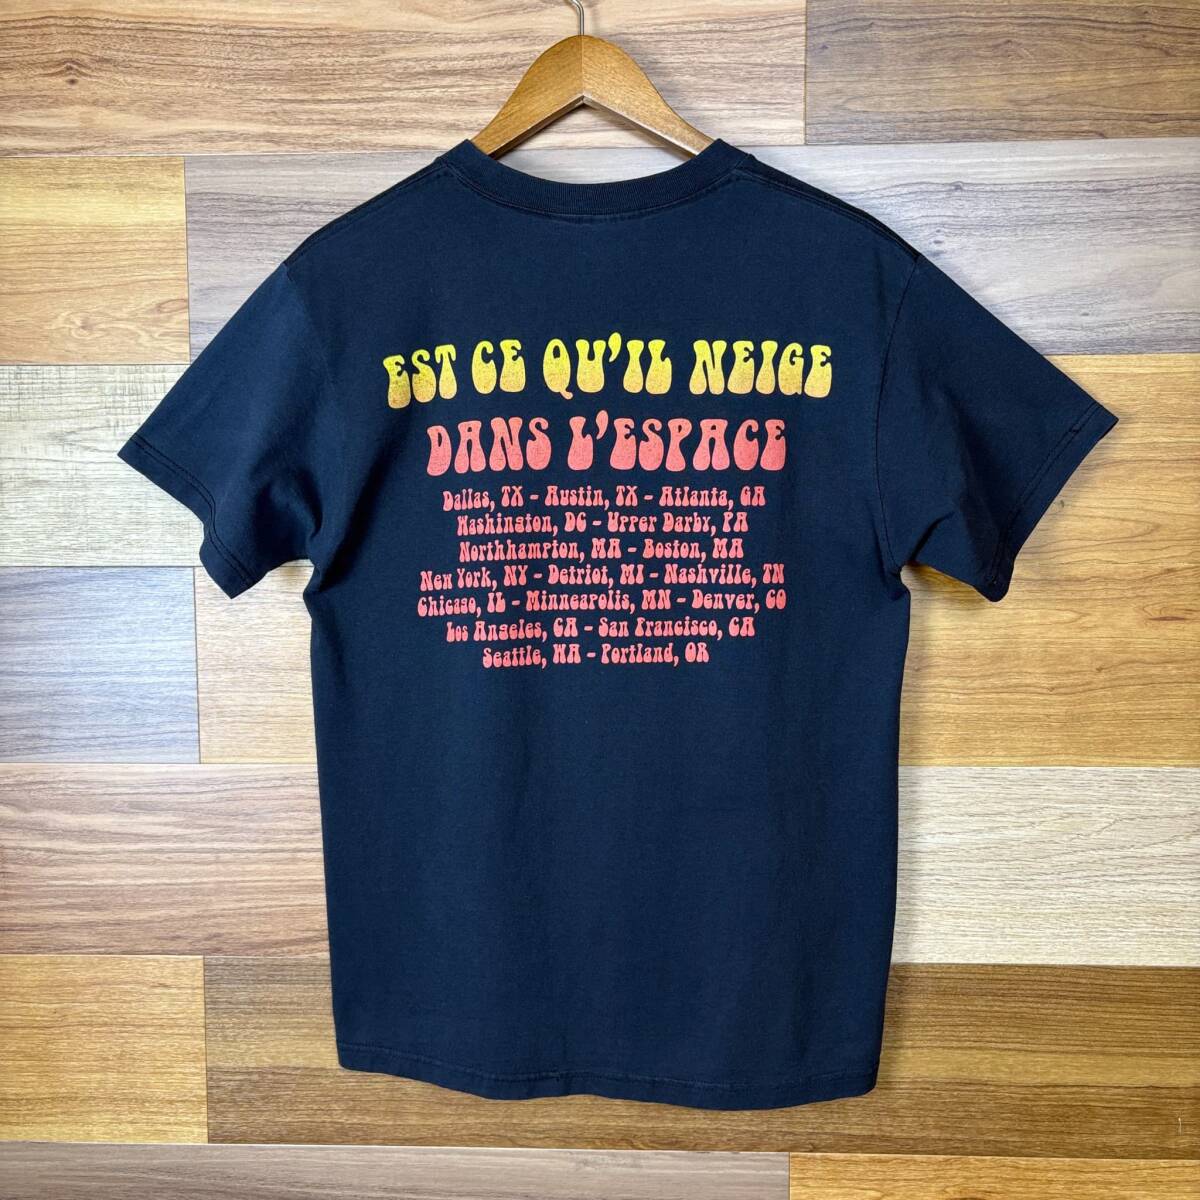 EST CE QU'IL NEIGE
DANS L'ESPACE
Dallas, TX - Austin, TX - Atlanta, GA
Washington, DC - Upper Darby, PA
Northhampton, MA - Boston, MA
New York, NY - Detriot, MI - Nashville, TN
Chicago, IL - Minneapolis, MN - Denver, CO
Los Angeles, CA - San Francisco, CA
Seattle, WA - Portland, OR